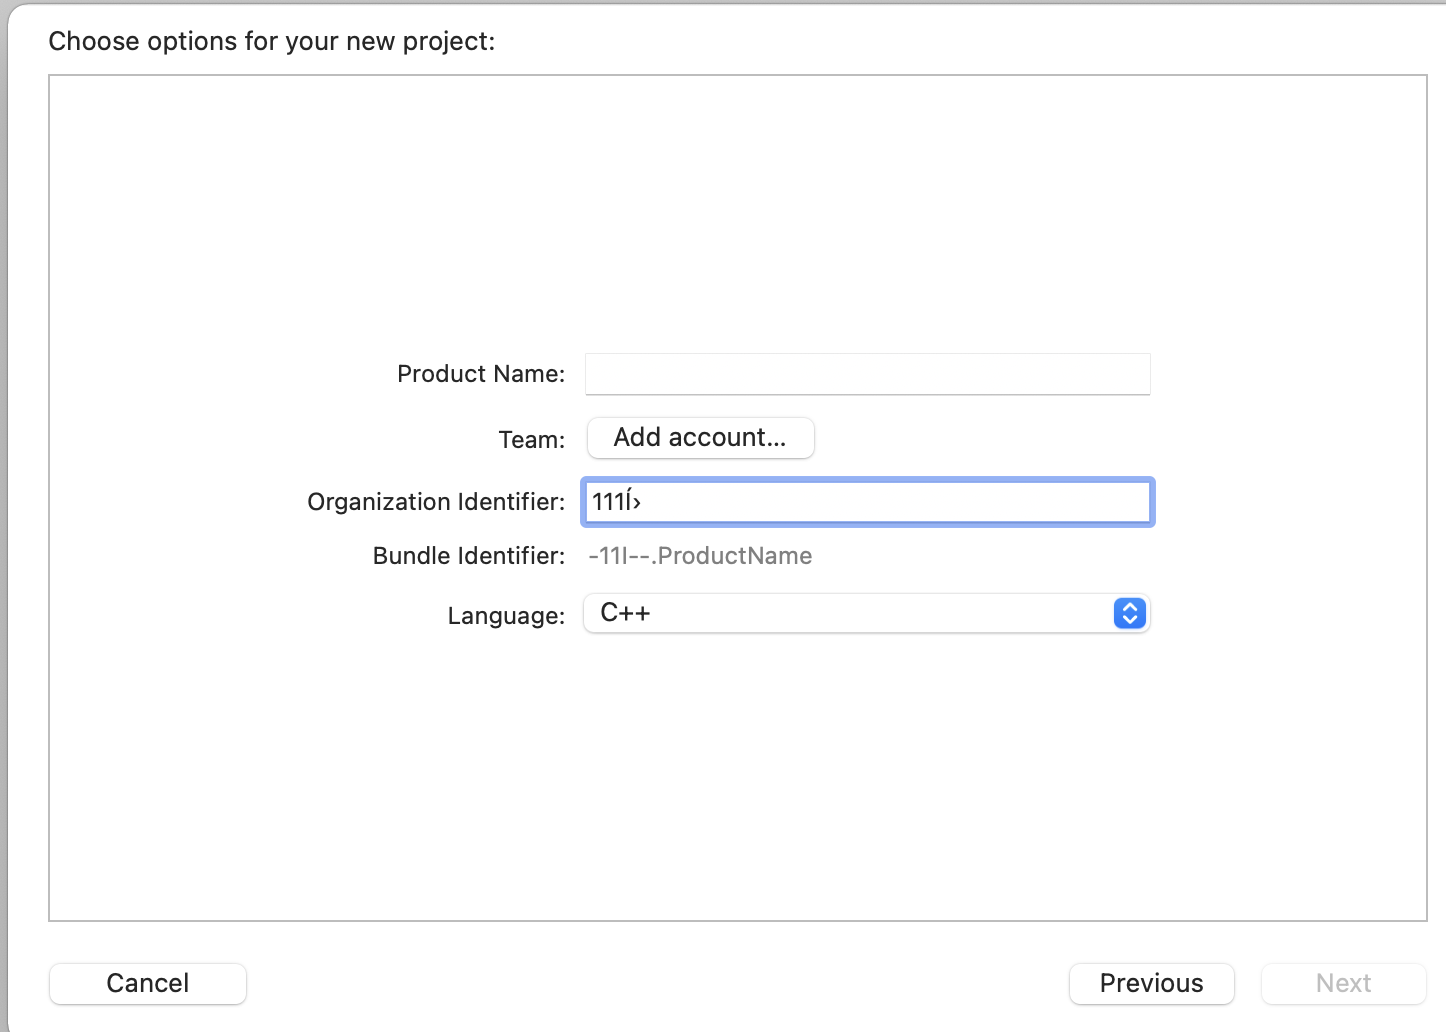 Choose options for your new project:
Product Name:
Team: Add account...
Organization Identifier: 111Í›
Bundle Identifier: -11I--.ProductName
Language: C++
Cancel Previous Next